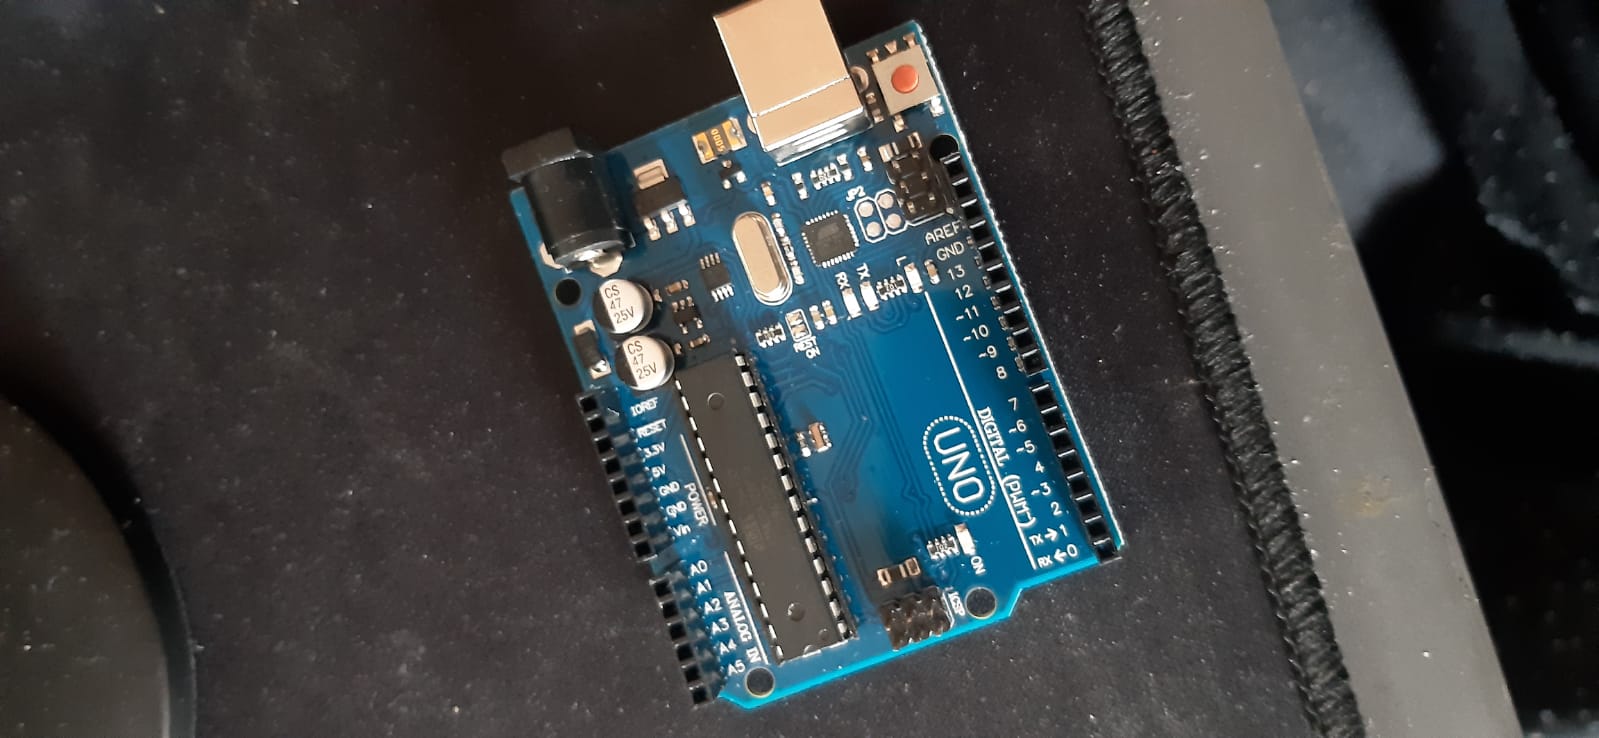 5000
JP2
AREF
GND
13
12
~11
~10
~9
8
7
~6
~5
4
~3
2
TX→1
RX←0
DIGITAL (PWM~)
UNO
L
TX
RX
CS
47
25V
CS
47
25V
IOREF
RESET
3.3V
5V
GND
GND
Vin
POWER
A0
A1
A2
A3
A4
A5
ANALOG IN
ON
ICSP